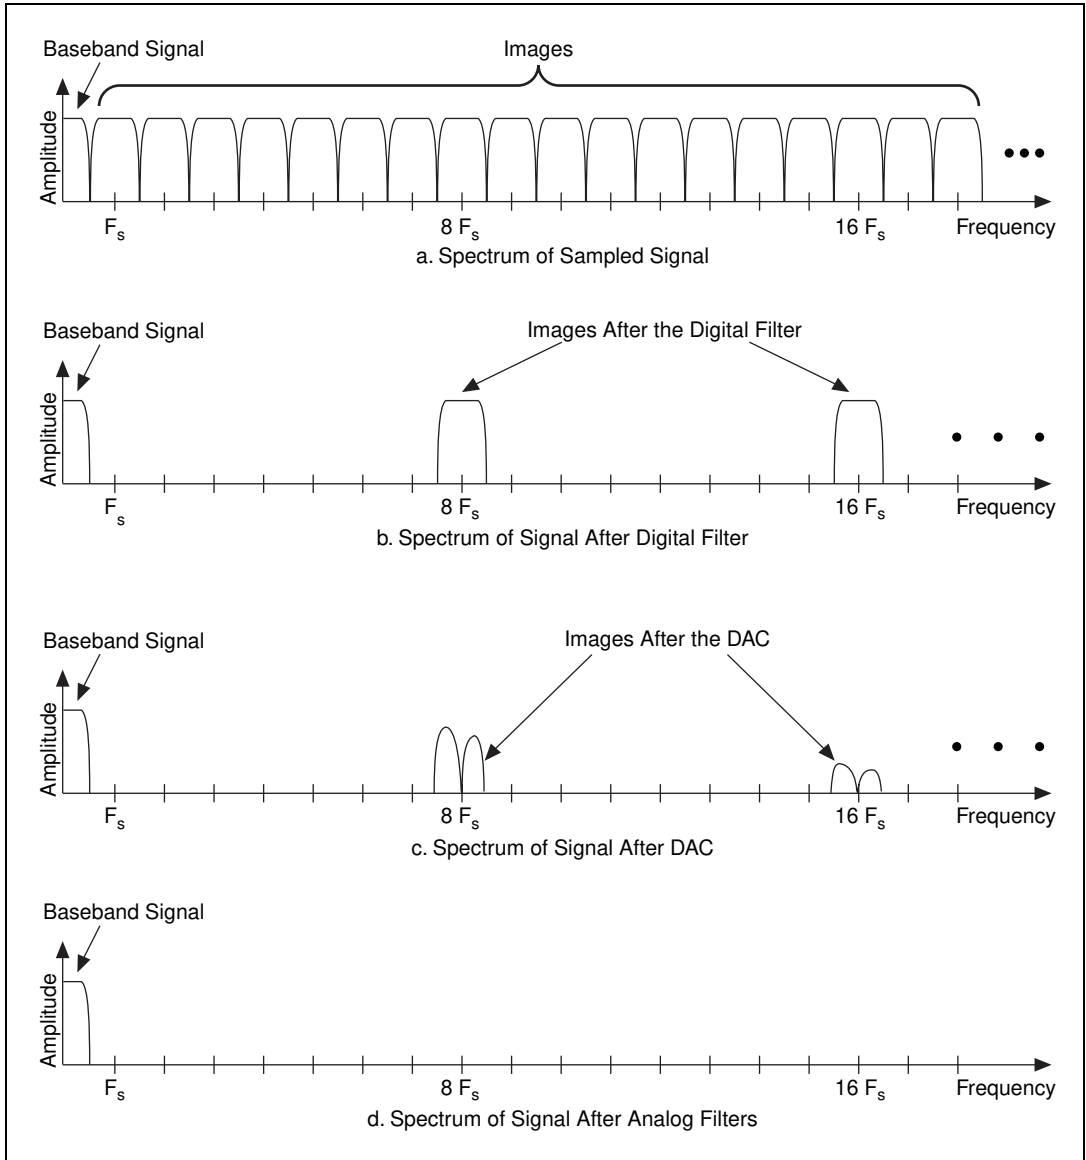 Baseband Signal
Images
Amplitude
Fs
8 Fs
16 Fs
Frequency
a. Spectrum of Sampled Signal
Baseband Signal
Images After the Digital Filter
Amplitude
Fs
8 Fs
16 Fs
Frequency
b. Spectrum of Signal After Digital Filter
Baseband Signal
Images After the DAC
Amplitude
Fs
8 Fs
16 Fs
Frequency
c. Spectrum of Signal After DAC
Baseband Signal
Amplitude
Fs
8 Fs
16 Fs
Frequency
d. Spectrum of Signal After Analog Filters